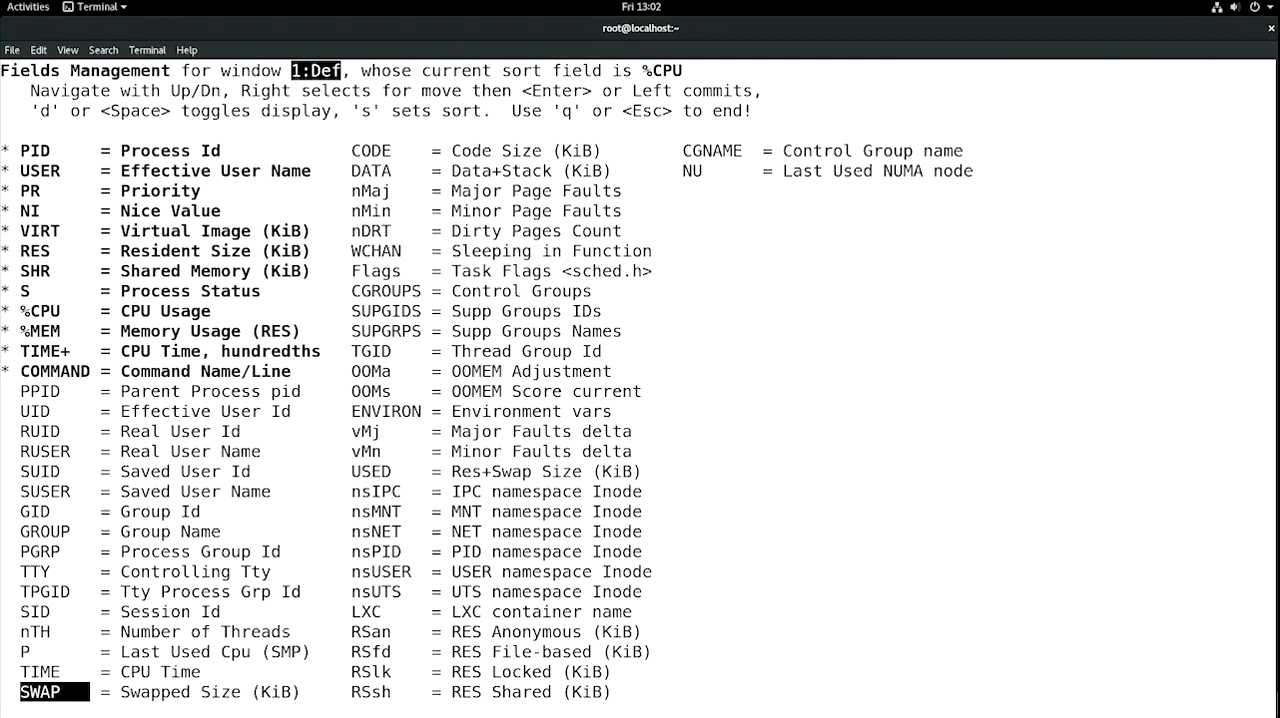 Activities Terminal Fri 13:02
root@localhost:~ ×
File Edit View Search Terminal Help
Fields Management for window 1:Def, whose current sort field is %CPU
Navigate with Up/Dn, Right selects for move then <Enter> or Left commits,
'd' or <Space> toggles display, 's' sets sort. Use 'q' or <Esc> to end!
* PID = Process Id CODE = Code Size (KiB) CGNAME = Control Group name
* USER = Effective User Name DATA = Data+Stack (KiB) NU = Last Used NUMA node
* PR = Priority nMaj = Major Page Faults
* NI = Nice Value nMin = Minor Page Faults
* VIRT = Virtual Image (KiB) nDRT = Dirty Pages Count
* RES = Resident Size (KiB) WCHAN = Sleeping in Function
* SHR = Shared Memory (KiB) Flags = Task Flags <sched.h>
* S = Process Status CGROUPS = Control Groups
* %CPU = CPU Usage SUPGIDS = Supp Groups IDs
* %MEM = Memory Usage (RES) SUPGRPS = Supp Groups Names
* TIME+ = CPU Time, hundredths TGID = Thread Group Id
* COMMAND = Command Name/Line OOMa = OOMEM Adjustment
PPID = Parent Process pid OOMs = OOMEM Score current
UID = Effective User Id ENVIRON = Environment vars
RUID = Real User Id vMj = Major Faults delta
RUSER = Real User Name vMn = Minor Faults delta
SUID = Saved User Id USED = Res+Swap Size (KiB)
SUSER = Saved User Name nsIPC = IPC namespace Inode
GID = Group Id nsMNT = MNT namespace Inode
GROUP = Group Name nsNET = NET namespace Inode
PGRP = Process Group Id nsPID = PID namespace Inode
TTY = Controlling Tty nsUSER = USER namespace Inode
TPGID = Tty Process Grp Id nsUTS = UTS namespace Inode
SID = Session Id LXC = LXC container name
nTH = Number of Threads RSan = RES Anonymous (KiB)
P = Last Used Cpu (SMP) RSfd = RES File-based (KiB)
TIME = CPU Time RSlk = RES Locked (KiB)
SWAP = Swapped Size (KiB) RSsh = RES Shared (KiB)